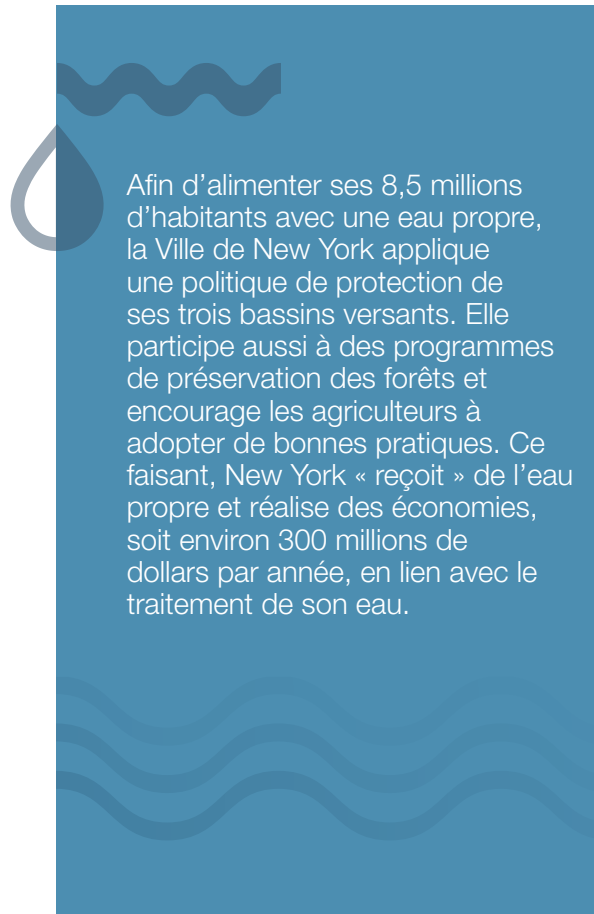 Afin d’alimenter ses 8,5 millions
d’habitants avec une eau propre,
la Ville de New York applique
une politique de protection de
ses trois bassins versants. Elle
participe aussi à des programmes
de préservation des forêts et
encourage les agriculteurs à
adopter de bonnes pratiques. Ce
faisant, New York « reçoit » de l’eau
propre et réalise des économies,
soit environ 300 millions de
dollars par année, en lien avec le
traitement de son eau.